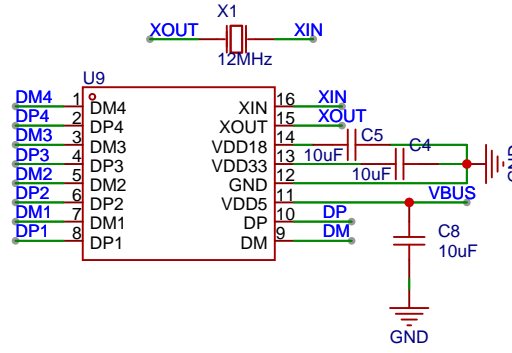 X1
XOUT XIN
12MHz
U9
DM4 1 DM4 XIN 16 XIN
DP4 2 DP4 XOUT 15 XOUT
DM3 3 DM3 VDD18 14 C5 10uF
DP3 4 DP3 VDD33 13 C4 10uF
DM2 5 DM2 GND 12 GND
DP2 6 DP2 VDD5 11 VBUS
DM1 7 DM1 DP 10 DP
DP1 8 DP1 DM 9 DM
C8
10uF
GND